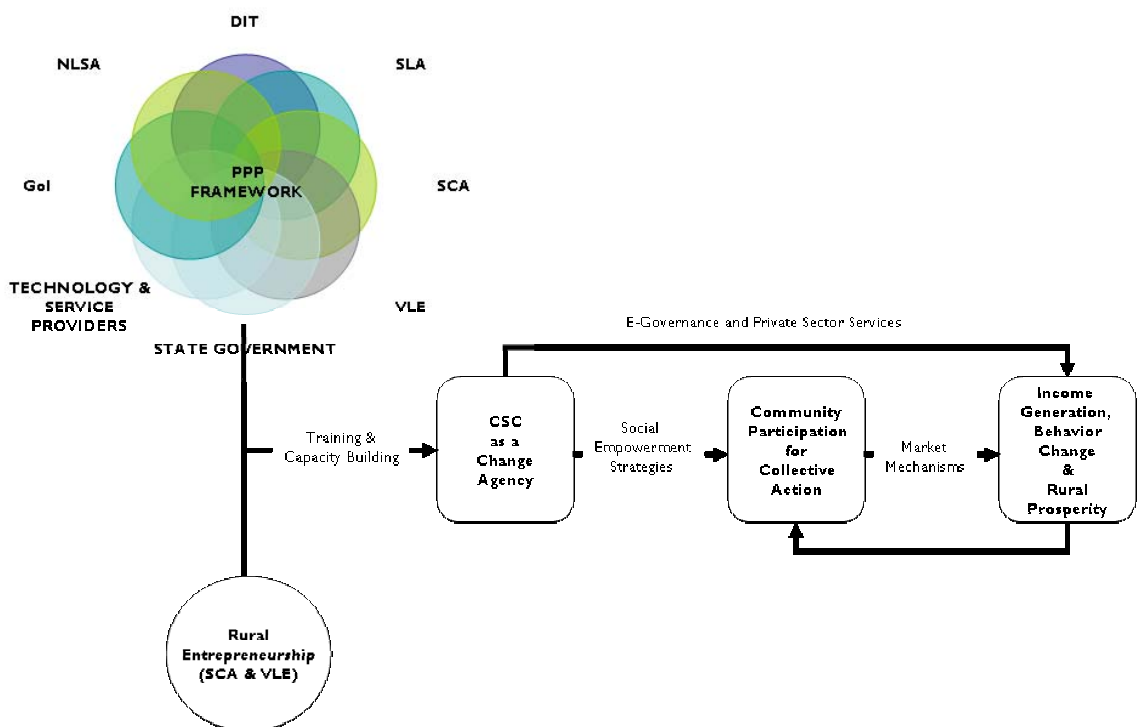 DIT
NLSA
SLA
PPP
FRAMEWORK
GoI
SCA
TECHNOLOGY &
SERVICE
PROVIDERS
VLE
STATE GOVERNMENT
E-Governance and Private Sector Services
Training &
Capacity Building
CSC
as a
Change
Agency
Social
Empowerment
Strategies
Community
Participation
for
Collective
Action
Market
Mechanisms
Income
Generation,
Behavior
Change
&
Rural
Prosperity
Rural
Entrepreneurship
(SCA & VLE)